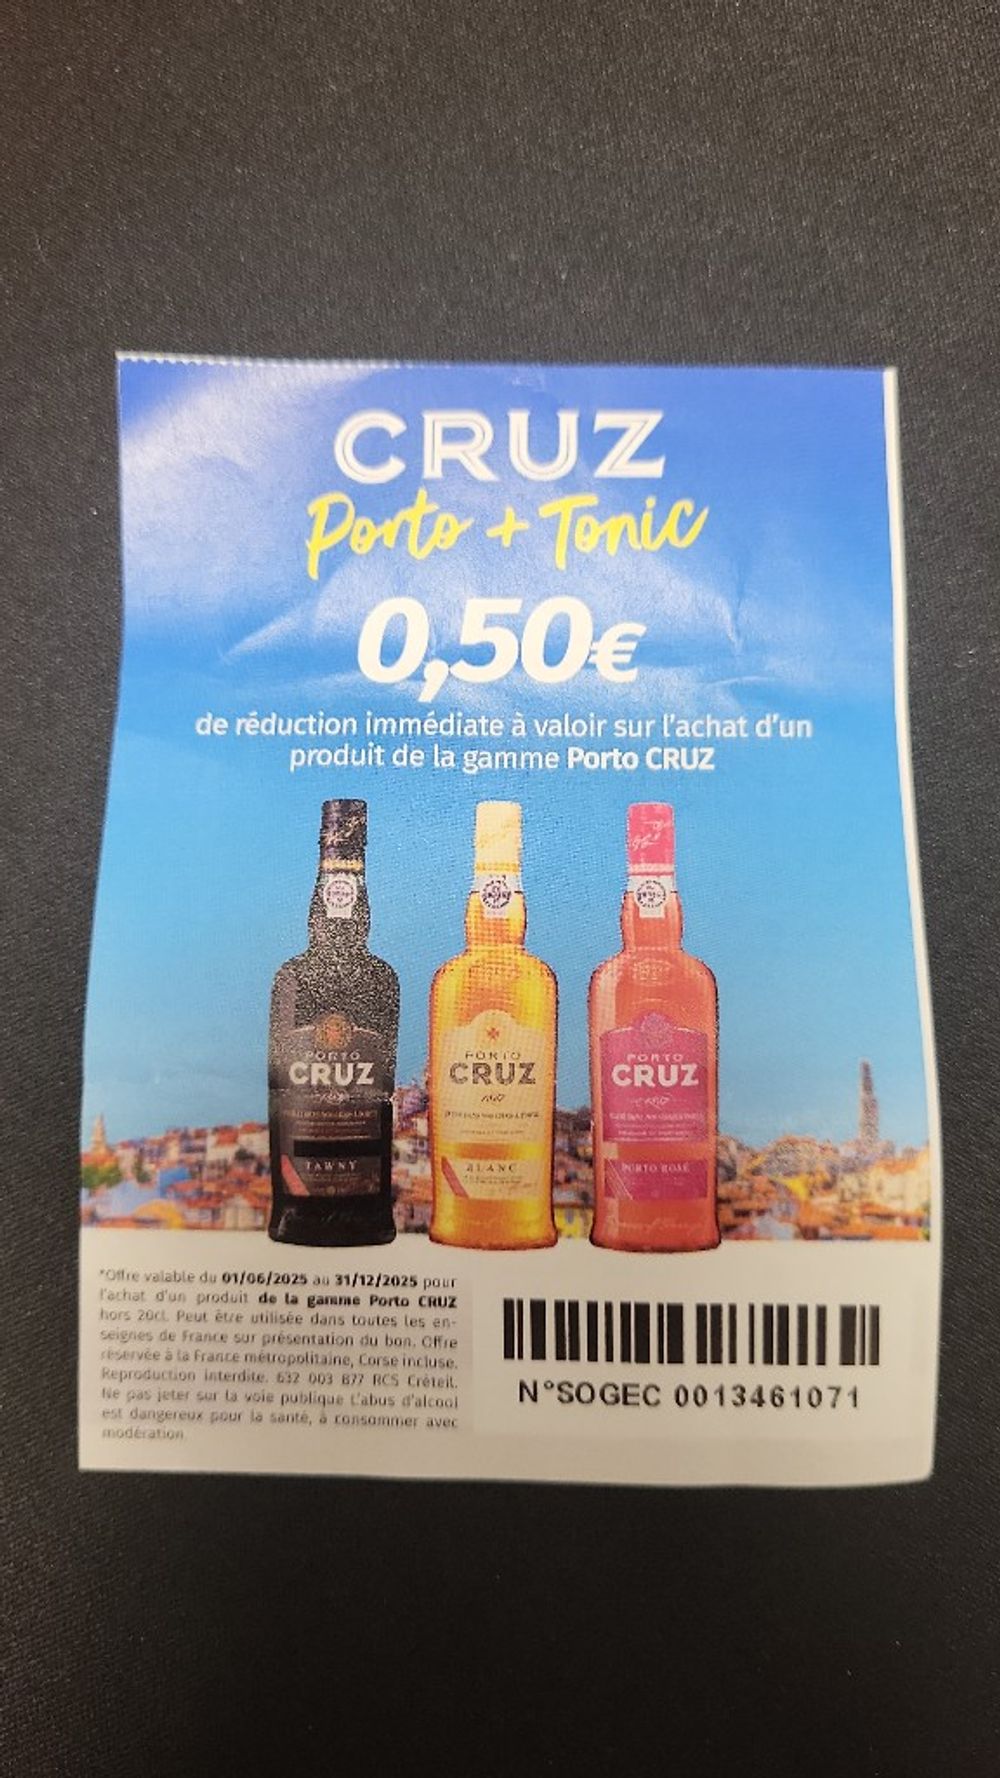 CRUZ
Porto + Tonic
0,50€
de réduction immédiate à valoir sur l'achat d'un
produit de la gamme Porto CRUZ
PORTO
CRUZ
TAWNY
PORTO
CRUZ
BLANC
PORTO
CRUZ
PORTO ROSÉ
*Offre valable du 01/06/2025 au 31/12/2025 pour
l'achat d'un produit de la gamme Porto CRUZ
hors 20cl. Peut être utilisée dans toutes les en-
seignes de France sur présentation du bon. Offre
réservée à la France métropolitaine, Corse incluse.
Reproduction interdite. 632 003 877 RCS Créteil.
Ne pas jeter sur la voie publique L'abus d'alcool
est dangereux pour la santé, à consommer avec
modération.
N°SOGEC 0013461071